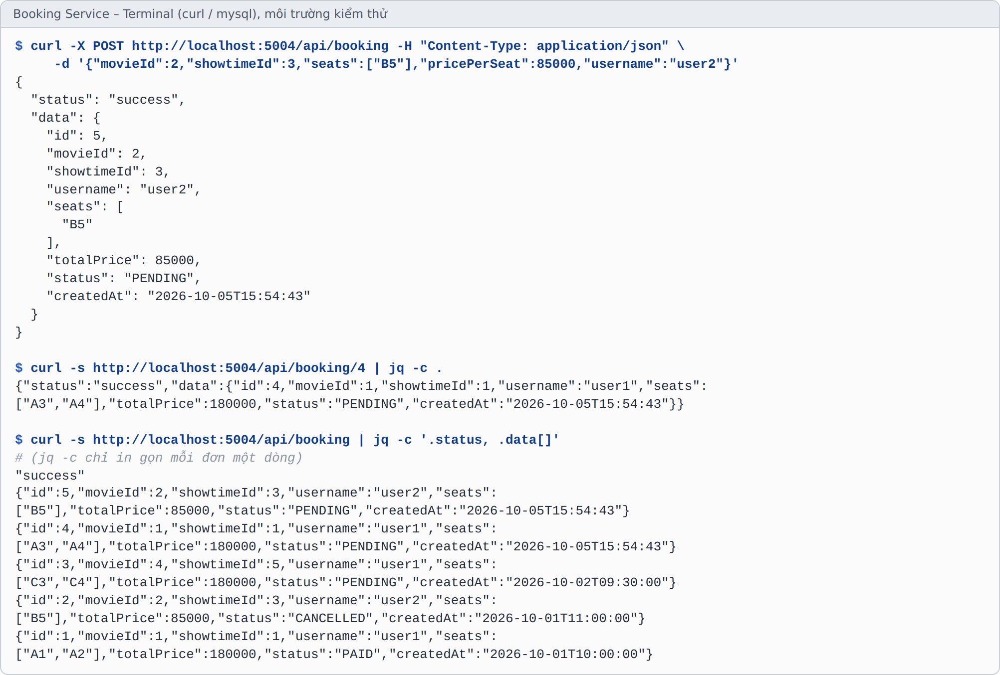 Booking Service – Terminal (curl / mysql), môi trường kiểm thử
$ curl -X POST http://localhost:5004/api/booking -H "Content-Type: application/json" \
     -d '{"movieId":2,"showtimeId":3,"seats":["B5"],"pricePerSeat":85000,"username":"user2"}'
{
  "status": "success",
  "data": {
    "id": 5,
    "movieId": 2,
    "showtimeId": 3,
    "username": "user2",
    "seats": [
      "B5"
    ],
    "totalPrice": 85000,
    "status": "PENDING",
    "createdAt": "2026-10-05T15:54:43"
  }
}
$ curl -s http://localhost:5004/api/booking/4 | jq -c .
{"status":"success","data":{"id":4,"movieId":1,"showtimeId":1,"username":"user1","seats":
["A3","A4"],"totalPrice":180000,"status":"PENDING","createdAt":"2026-10-05T15:54:43"}}
$ curl -s http://localhost:5004/api/booking | jq -c '.status, .data[]'
# (jq -c chỉ in gọn mỗi đơn một dòng)
"success"
{"id":5,"movieId":2,"showtimeId":3,"username":"user2","seats":
["B5"],"totalPrice":85000,"status":"PENDING","createdAt":"2026-10-05T15:54:43"}
{"id":4,"movieId":1,"showtimeId":1,"username":"user1","seats":
["A3","A4"],"totalPrice":180000,"status":"PENDING","createdAt":"2026-10-05T15:54:43"}
{"id":3,"movieId":4,"showtimeId":5,"username":"user1","seats":
["C3","C4"],"totalPrice":180000,"status":"PENDING","createdAt":"2026-10-02T09:30:00"}
{"id":2,"movieId":2,"showtimeId":3,"username":"user2","seats":
["B5"],"totalPrice":85000,"status":"CANCELLED","createdAt":"2026-10-01T11:00:00"}
{"id":1,"movieId":1,"showtimeId":1,"username":"user1","seats":
["A1","A2"],"totalPrice":180000,"status":"PAID","createdAt":"2026-10-01T10:00:00"}